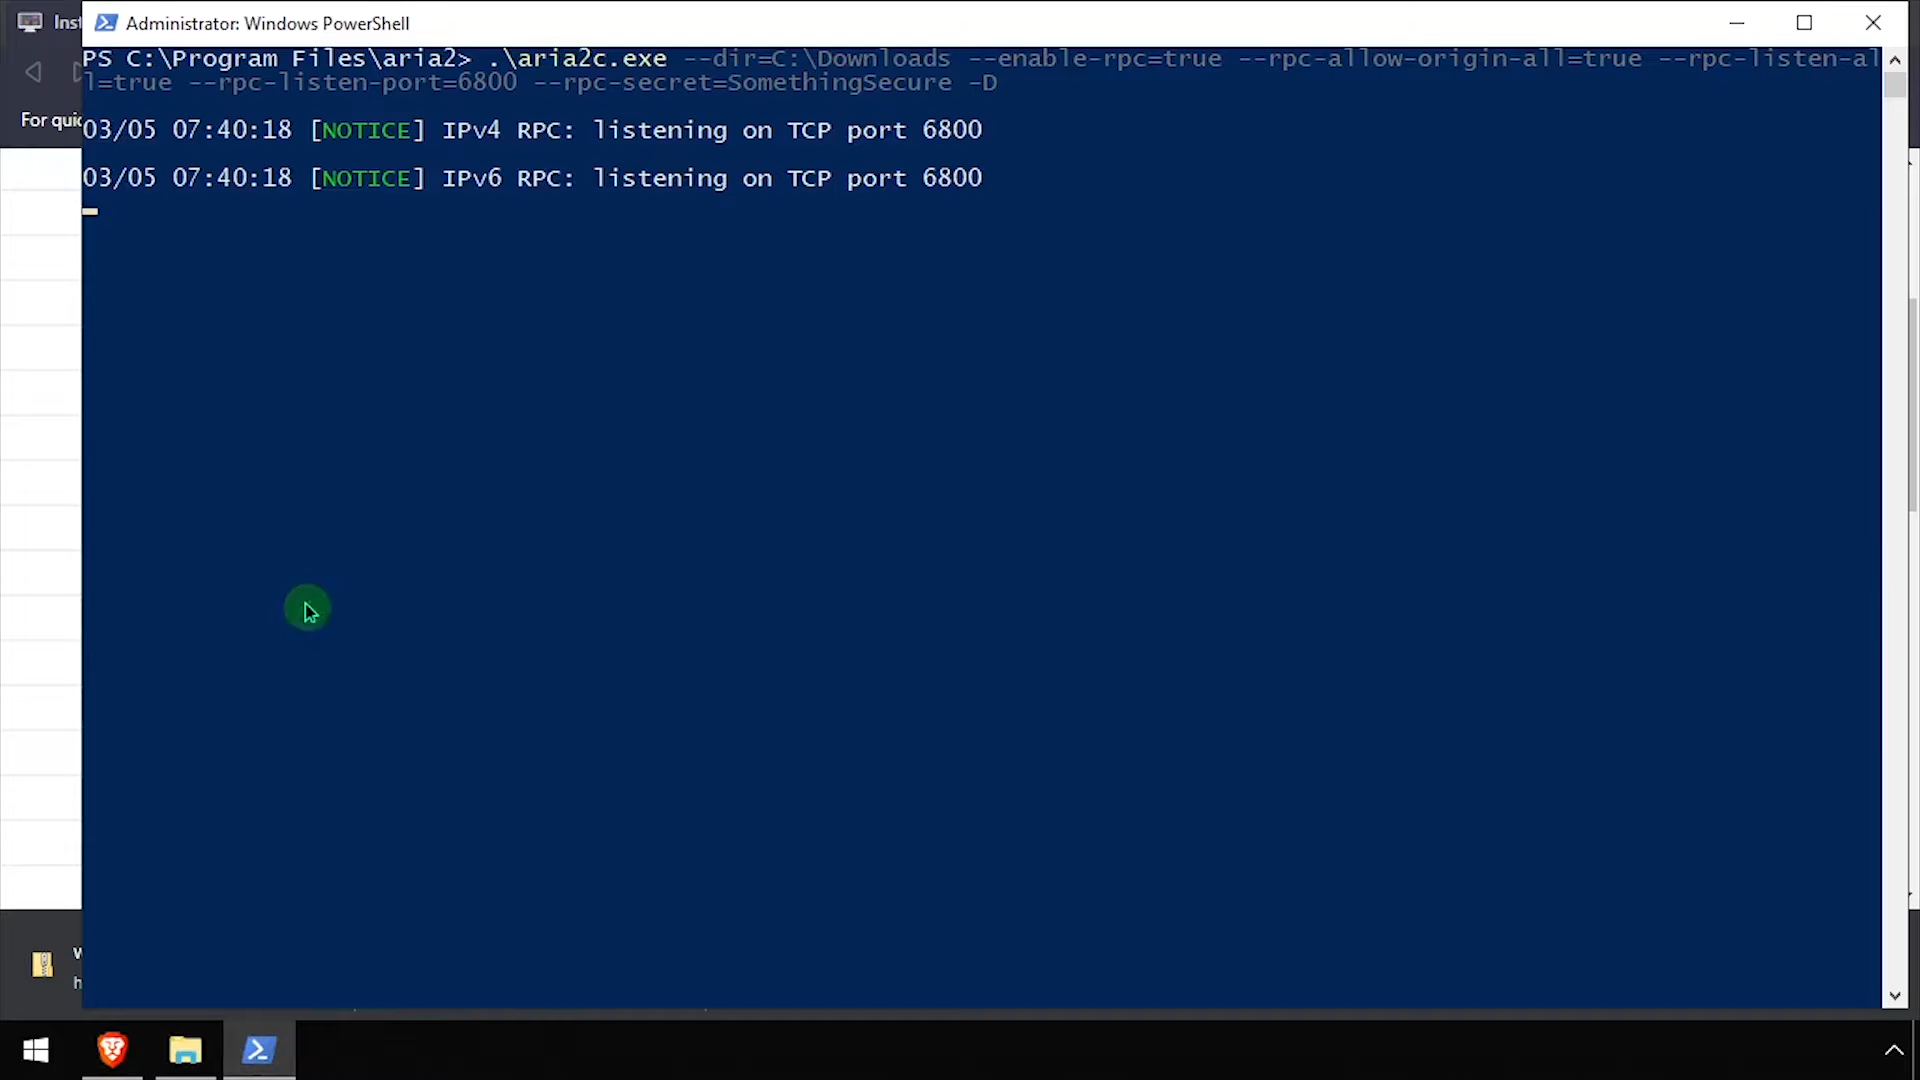 Inst
Administrator: Windows PowerShell
PS C:\Program Files\aria2> .\aria2c.exe --dir=C:\Downloads --enable-rpc=true --rpc-allow-origin-all=true --rpc-listen-al
l=true --rpc-listen-port=6800 --rpc-secret=SomethingSecure -D
For quic
03/05 07:40:18 [NOTICE] IPv4 RPC: listening on TCP port 6800
03/05 07:40:18 [NOTICE] IPv6 RPC: listening on TCP port 6800